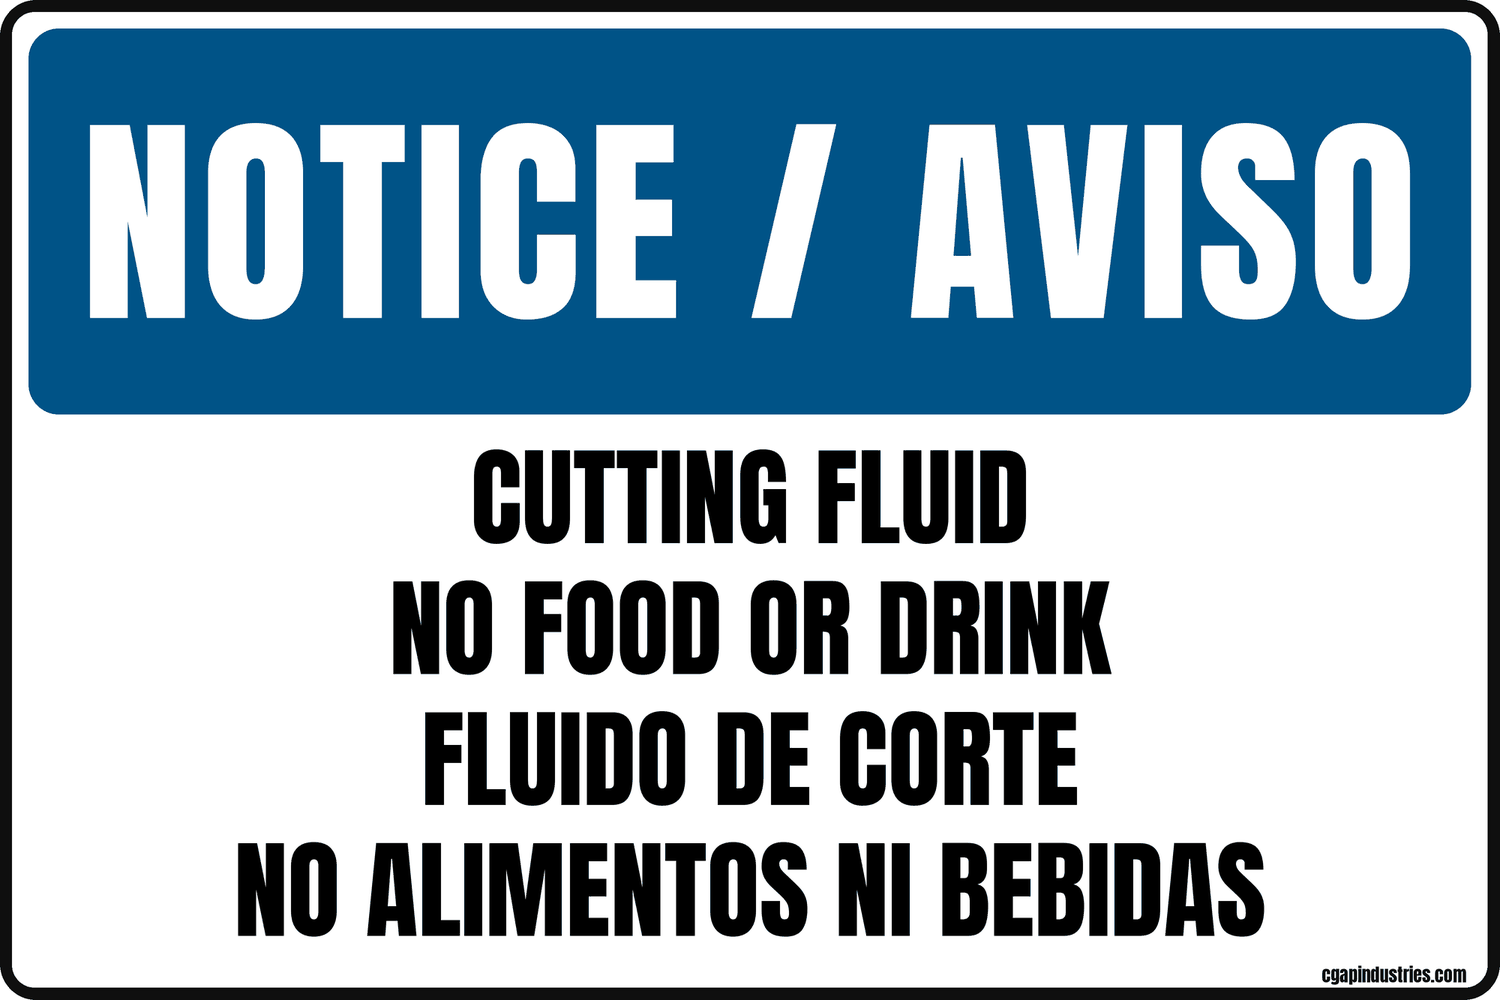 NOTICE / AVISO
CUTTING FLUID
NO FOOD OR DRINK
FLUIDO DE CORTE
NO ALIMENTOS NI BEBIDAS
cgapindustries.com